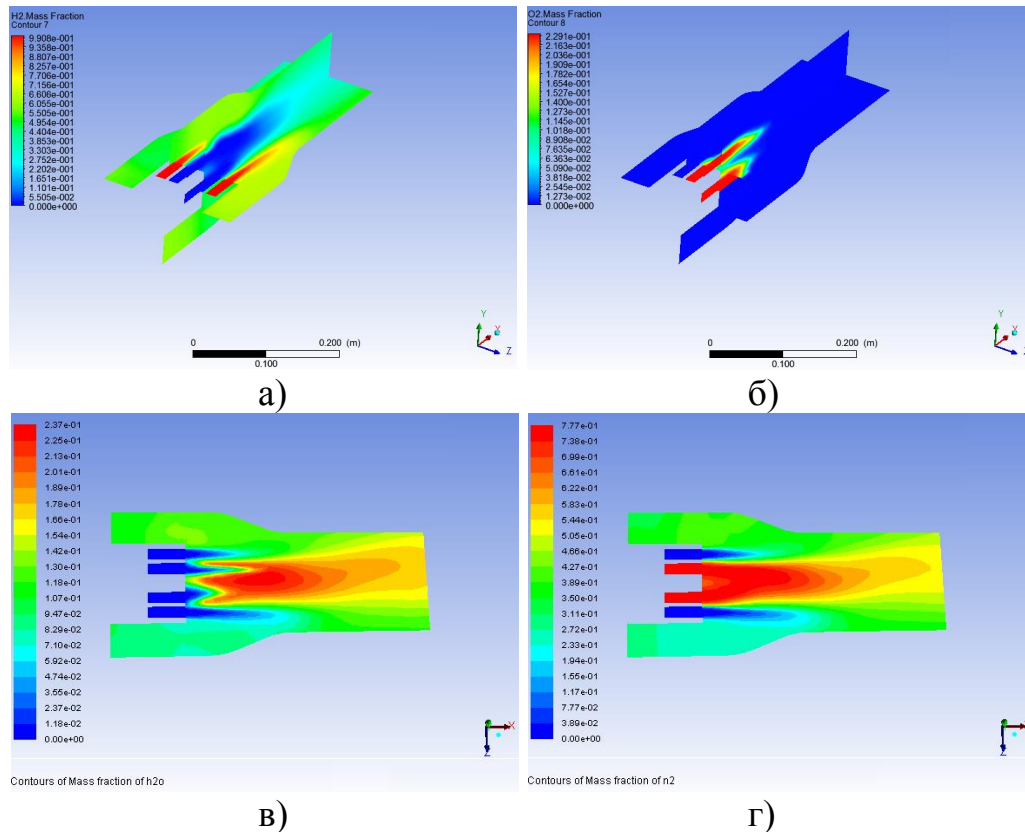 H2.Mass Fraction
Contour 7
9.908e-001
9.358e-001
8.807e-001
8.257e-001
7.706e-001
7.156e-001
6.606e-001
6.055e-001
5.505e-001
4.954e-001
4.404e-001
3.853e-001
3.303e-001
2.752e-001
2.202e-001
1.651e-001
1.101e-001
5.505e-002
0.000e+000
0 0.200 (m)
0.100
Y
X
Z
а)
O2.Mass Fraction
Contour 8
2.291e-001
2.163e-001
2.036e-001
1.909e-001
1.782e-001
1.654e-001
1.527e-001
1.400e-001
1.273e-001
1.145e-001
1.018e-001
8.908e-002
7.635e-002
6.363e-002
5.090e-002
3.818e-002
2.545e-002
1.273e-002
0.000e+000
0 0.200 (m)
0.100
Y
X
Z
б)
2.37e-01
2.25e-01
2.13e-01
2.01e-01
1.89e-01
1.78e-01
1.66e-01
1.54e-01
1.42e-01
1.30e-01
1.18e-01
1.07e-01
9.47e-02
8.29e-02
7.10e-02
5.92e-02
4.74e-02
3.55e-02
2.37e-02
1.18e-02
0.00e+00
X
Z
Contours of Mass fraction of h2o
в)
7.77e-01
7.38e-01
6.99e-01
6.61e-01
6.22e-01
5.83e-01
5.44e-01
5.05e-01
4.66e-01
4.27e-01
3.89e-01
3.50e-01
3.11e-01
2.72e-01
2.33e-01
1.94e-01
1.55e-01
1.17e-01
7.77e-02
3.89e-02
0.00e+00
X
Z
Contours of Mass fraction of n2
г)